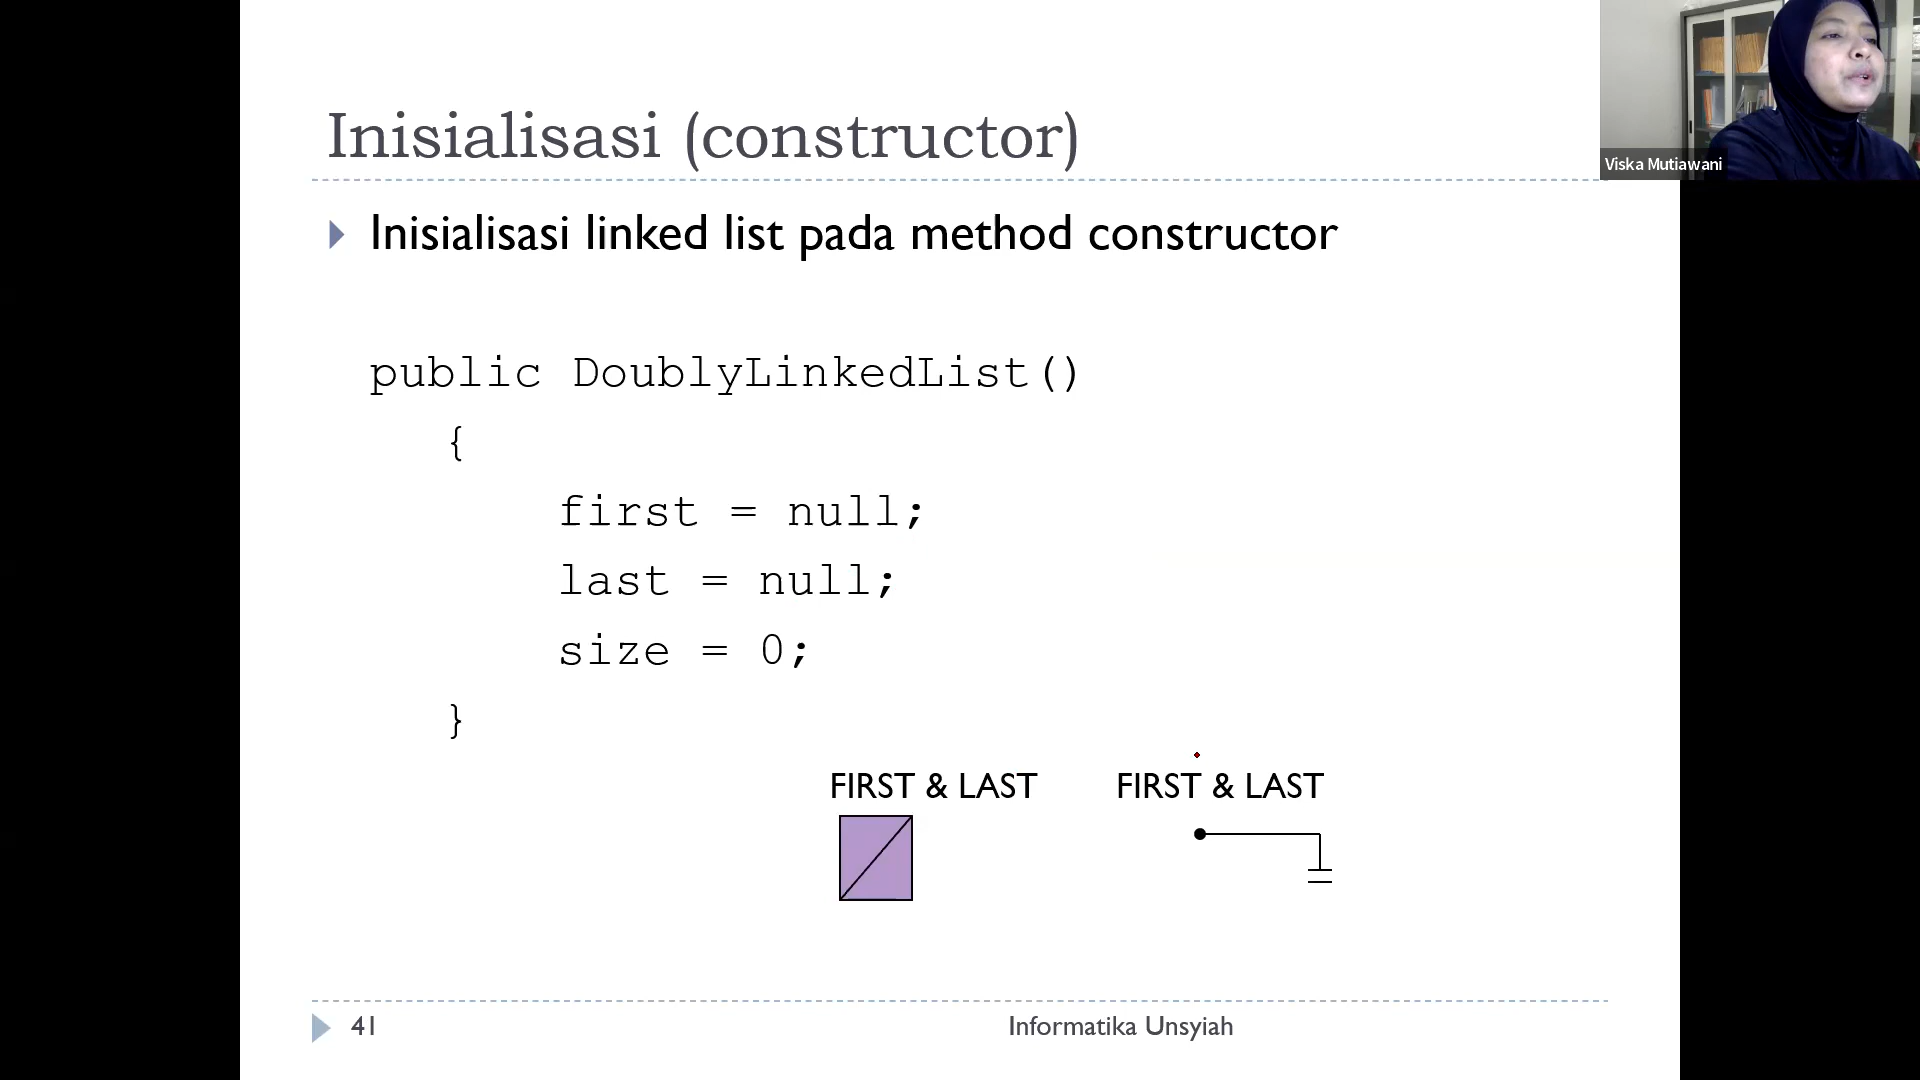 Inisialisasi (constructor)
Viska Mutiawani
Inisialisasi linked list pada method constructor
public DoublyLinkedList()
{
first = null;
last = null;
size = 0;
}
FIRST & LAST
FIRST & LAST
41
Informatika Unsyiah